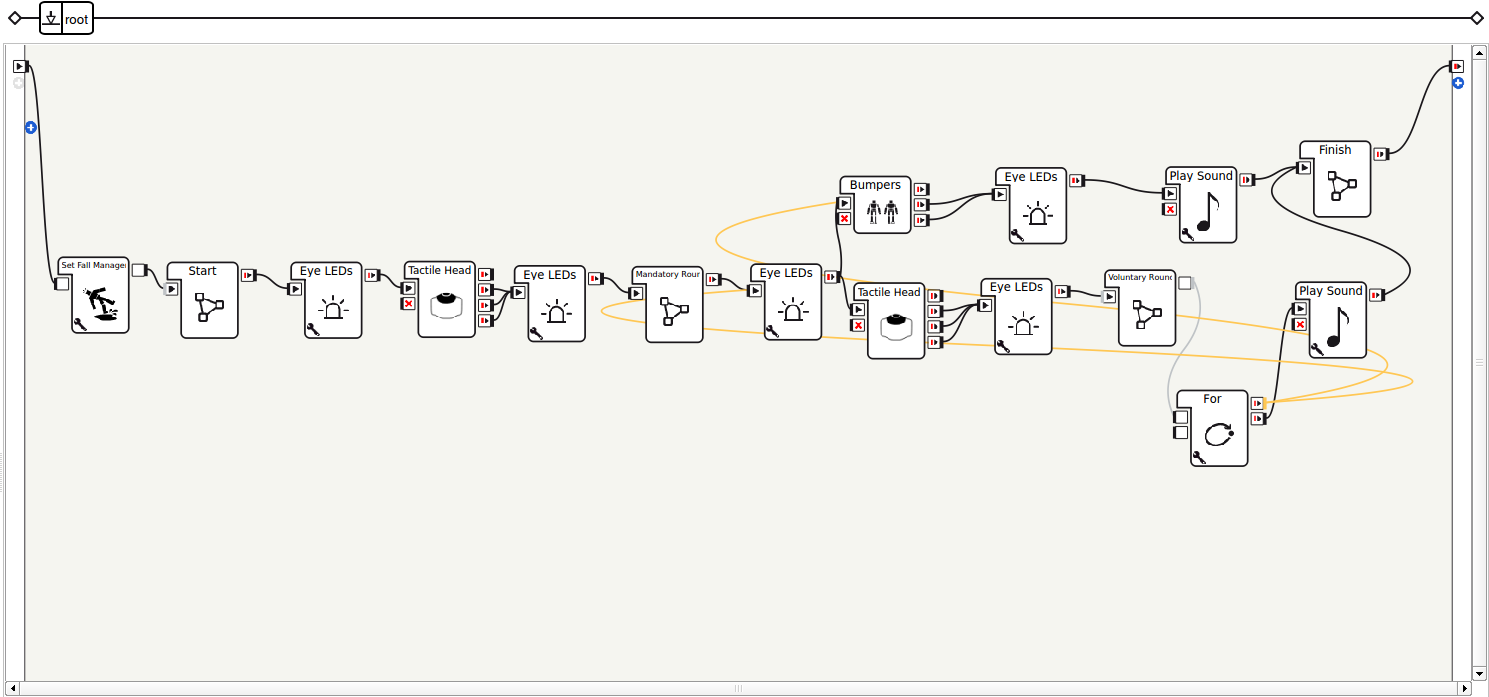 root
Finish
Play Sound
Eye LEDs
Bumpers
Set Fall Manager
Start
Eye LEDs
Tactile Head
Eye LEDs
Mandatory Roun
Eye LEDs
Tactile Head
Eye LEDs
Voluntary Round
Play Sound
For